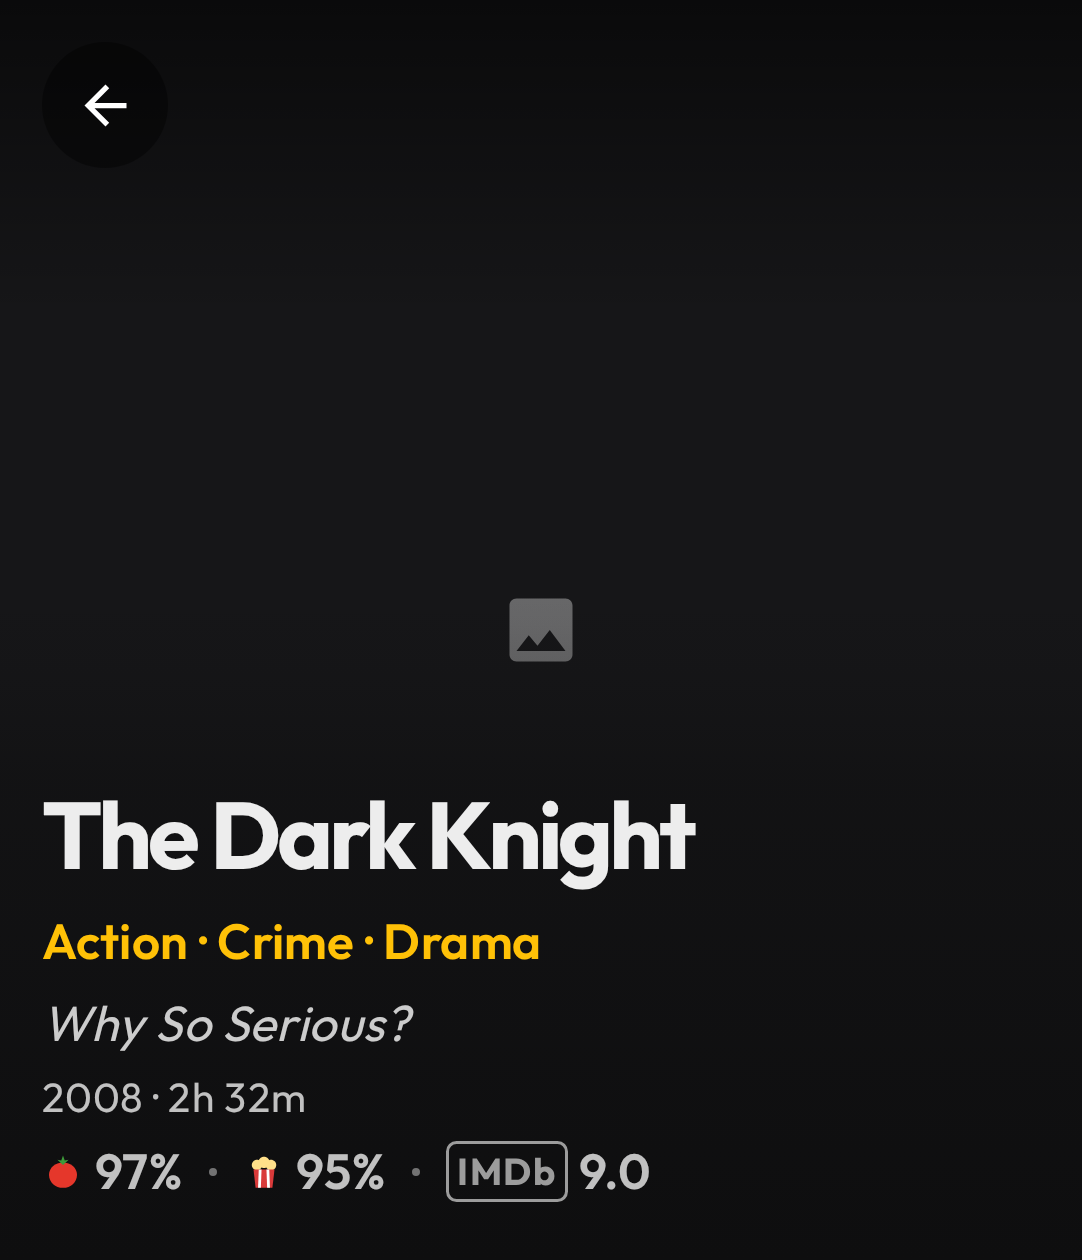 The Dark Knight
Action · Crime · Drama
Why So Serious?
2008 · 2h 32m
97% · 95% · IMDb 9.0